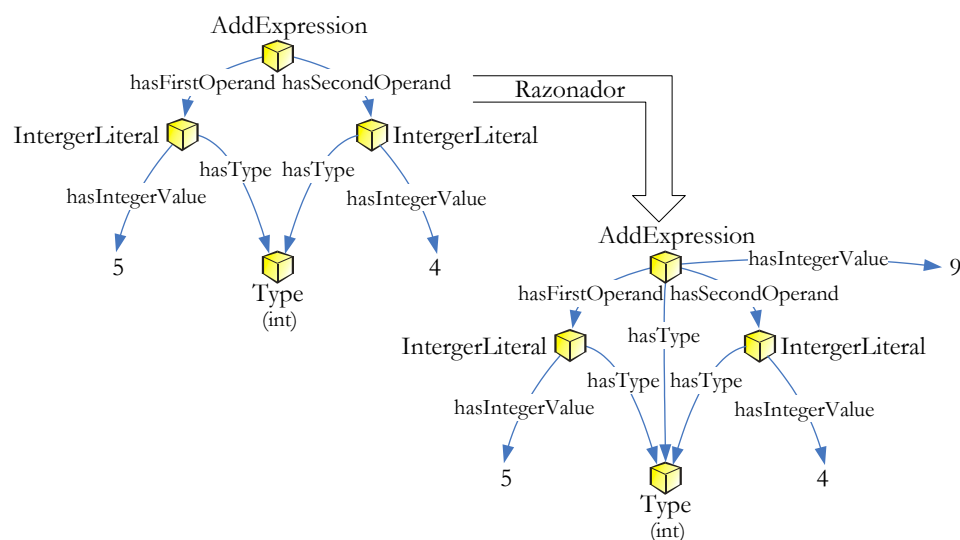 AddExpression
hasFirstOperand hasSecondOperand
Razonador
IntergerLiteral IntergerLiteral
hasType hasType
hasIntegerValue hasIntegerValue
5 4
Type
(int)
AddExpression
hasIntegerValue 9
hasFirstOperand hasSecondOperand
hasType
IntergerLiteral IntergerLiteral
hasType hasType
hasIntegerValue hasIntegerValue
5 4
Type
(int)